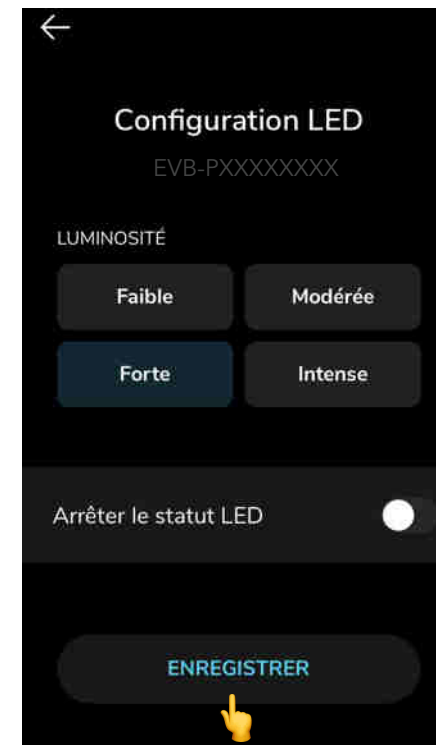 Configuration LED
EVB-PXXXXXXXX
LUMINOSITÉ
Faible Modérée
Forte Intense
Arrêter le statut LED
ENREGISTRER